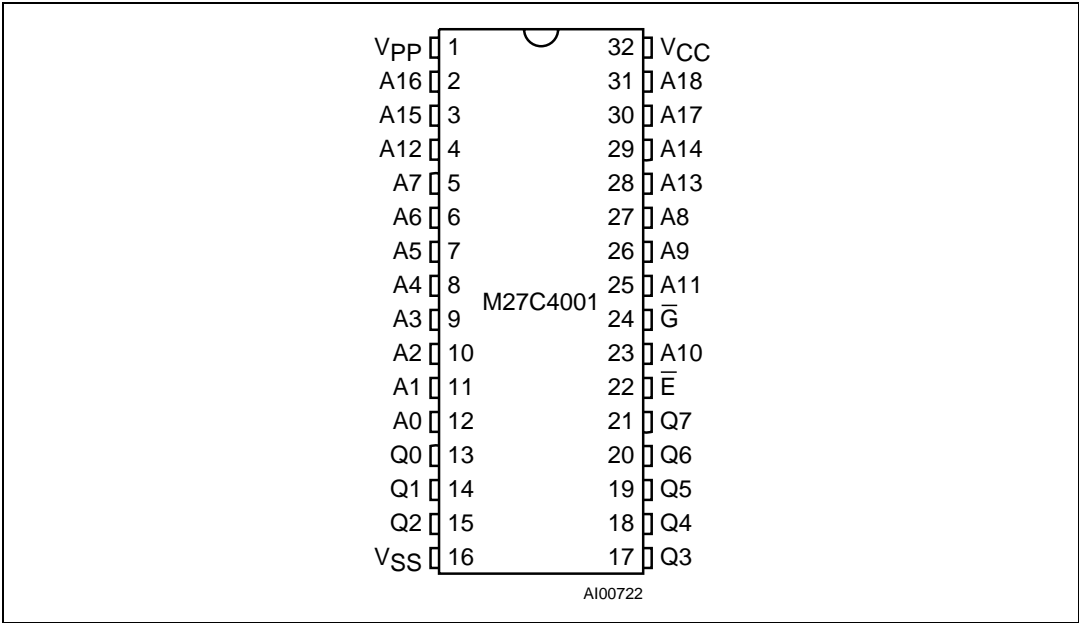 VPP 1 32 VCC
A16 2 31 A18
A15 3 30 A17
A12 4 29 A14
A7 5 28 A13
A6 6 27 A8
A5 7 26 A9
A4 8 25 A11
M27C4001
A3 9 24 G̅
A2 10 23 A10
A1 11 22 E̅
A0 12 21 Q7
Q0 13 20 Q6
Q1 14 19 Q5
Q2 15 18 Q4
VSS 16 17 Q3
AI00722